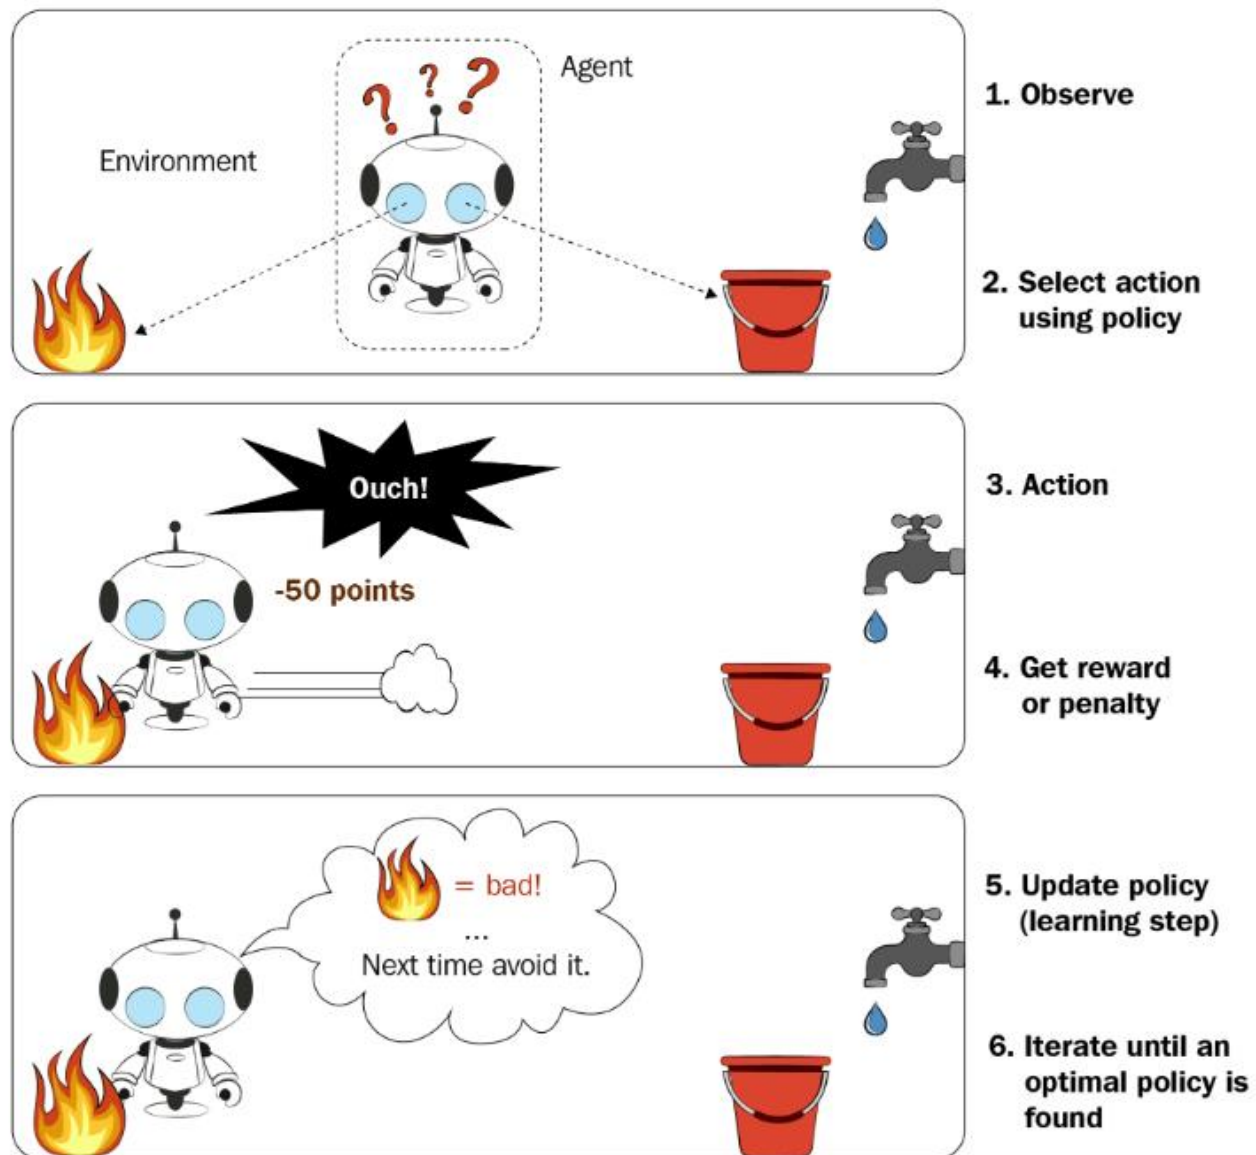 Agent
? ? ?
Environment
1. Observe
2. Select action
using policy
Ouch!
-50 points
3. Action
4. Get reward
or penalty
= bad!
...
Next time avoid it.
5. Update policy
(learning step)
6. Iterate until an
optimal policy is
found